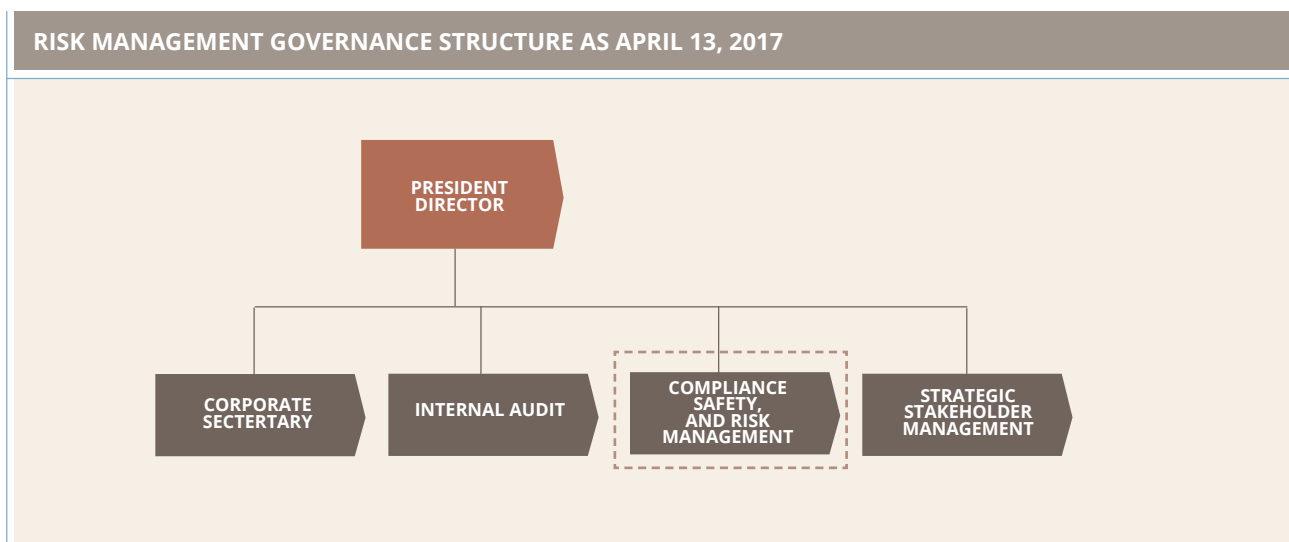 RISK MANAGEMENT GOVERNANCE STRUCTURE AS APRIL 13, 2017
PRESIDENT
DIRECTOR
CORPORATE
SECTERTARY
INTERNAL AUDIT
COMPLIANCE
SAFETY,
AND RISK
MANAGEMENT
STRATEGIC
STAKEHOLDER
MANAGEMENT